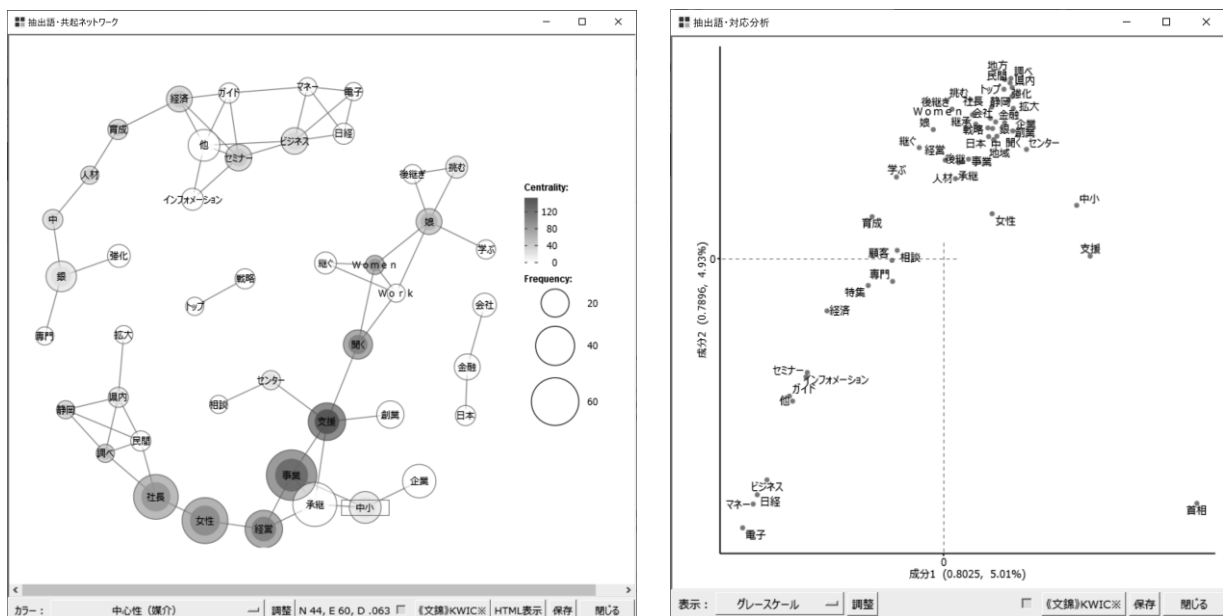 抽出語・共起ネットワーク
マネー
ガイド
電子
経済
日経
育成
他
ビジネス
セミナー
人材
インフォメーション
後継ぎ
挑む
中
娘
学ぶ
強化
銀
継ぐ
Women
Work
戦略
トップ
会社
専門
拡大
聞く
センター
金融
県内
相談
静岡
支援
創業
日本
民間
調べ
事業
社長
企業
承継
中小
女性
経営
Centrality:
160
120
80
40
0
Frequency:
20
40
60
カラー：
中心性（媒介）
調整
N 44, E 60, D .063
《文錦》KWIC※
HTML表示
保存
閉じる
抽出語・対応分析
地方
民間
調べ
県内
トップ
強化
挑む
社長
静岡
拡大
後継ぎ
Women
会社
金融
娘
継承
戦略
銀
企業
創業
継ぐ
日本
中
聞く
センター
経営
地域
後継
事業
学ぶ
人材
承継
中小
女性
育成
支援
顧客
相談
専門
特集
経済
セミナー
インフォメーション
ガイド
他
ビジネス
日経
マネー
首相
電子
0
0
成分2 (0.7896, 4.93%)
成分1 (0.8025, 5.01%)
表示：
グレースケール
調整
《文錦》KWIC※
保存
閉じる